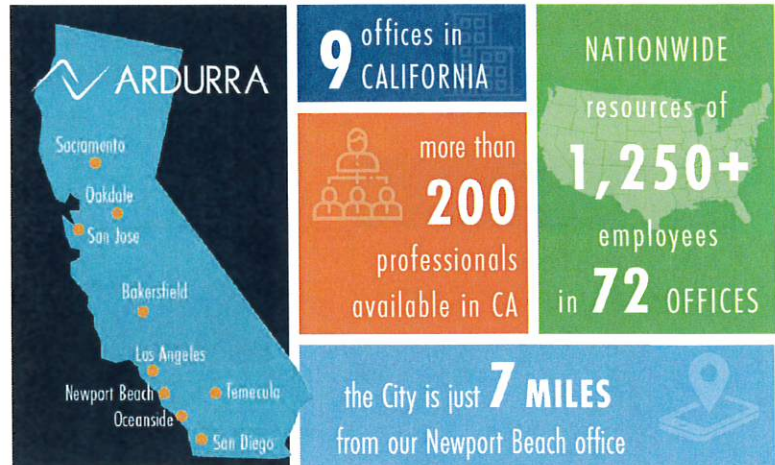 ARDURRA
Sacramento
Oakdale
San Jose
Bakersfield
Los Angeles
Newport Beach
Temecula
Oceanside
San Diego
9 offices in
CALIFORNIA
more than
200
professionals
available in CA
NATIONWIDE
resources of
1,250+
employees
in 72 OFFICES
the City is just 7 MILES
from our Newport Beach office